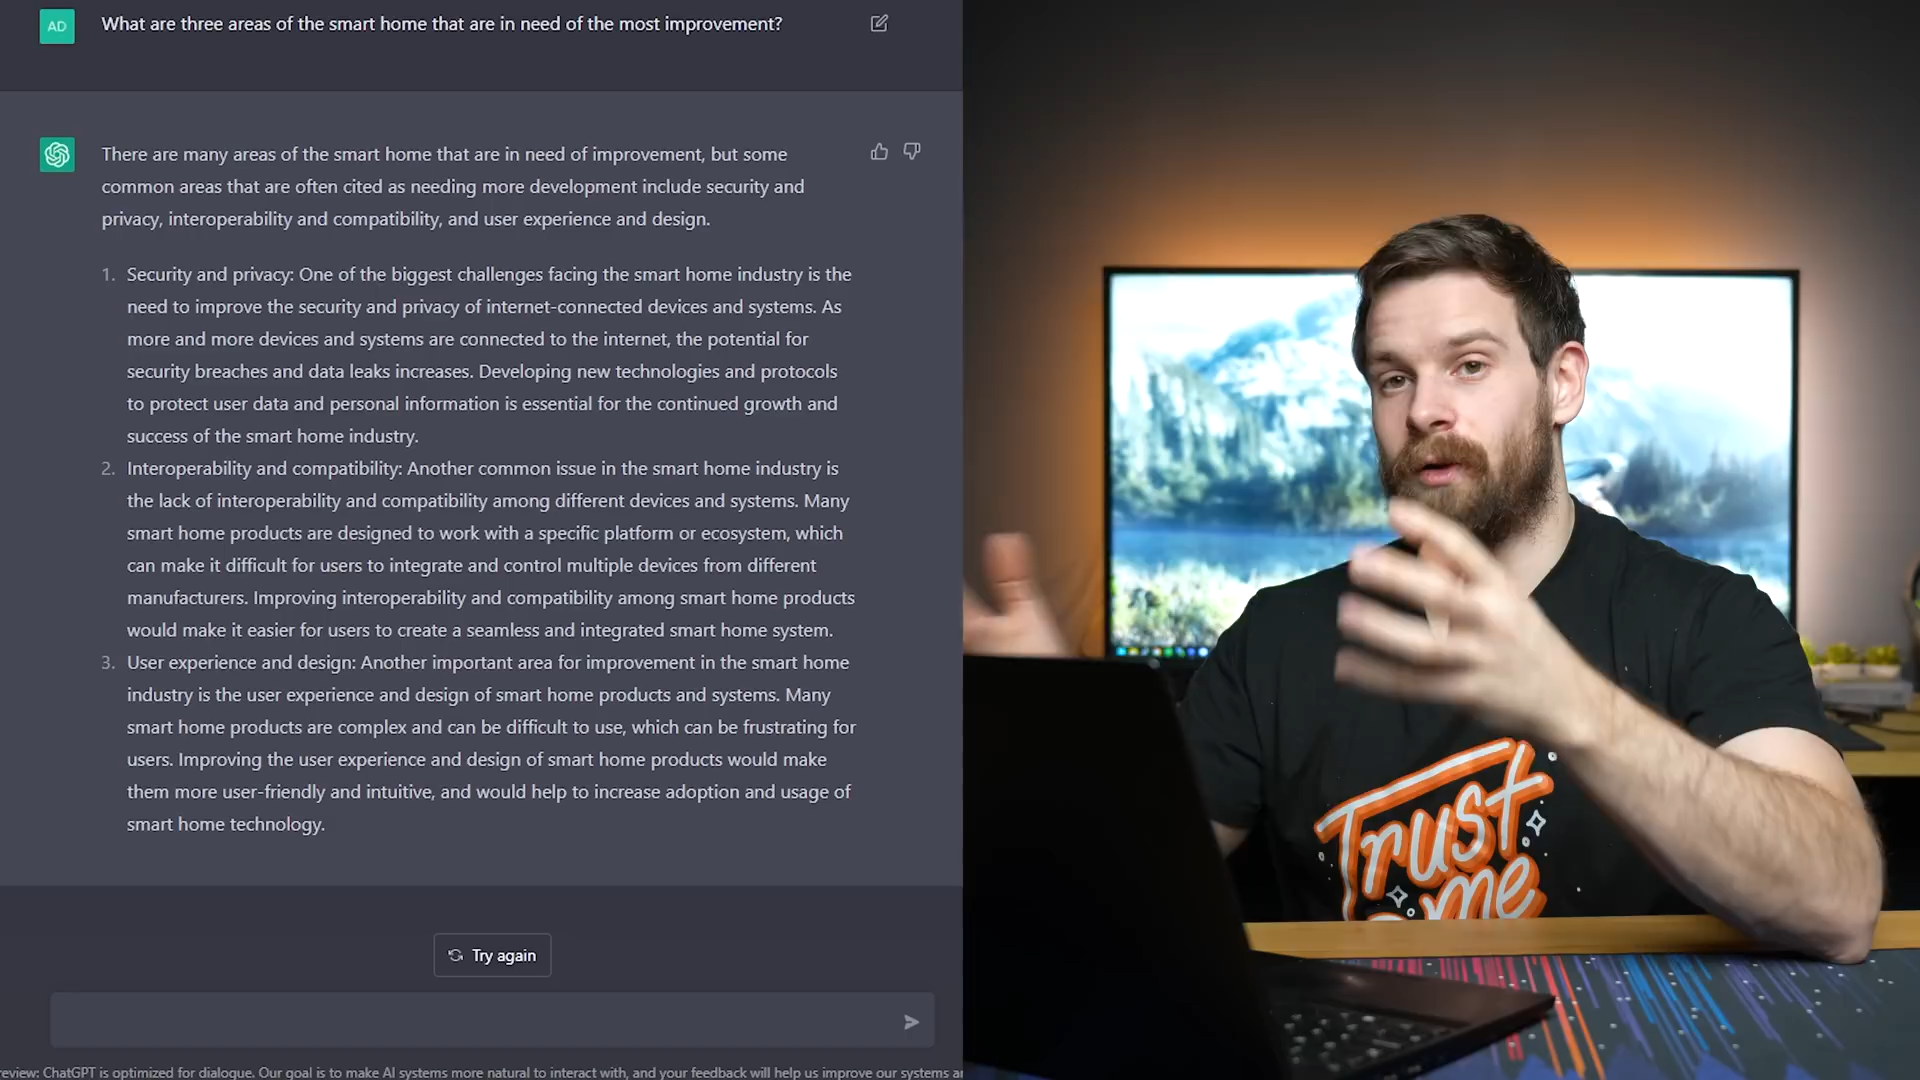 AD
What are three areas of the smart home that are in need of the most improvement?
There are many areas of the smart home that are in need of improvement, but some
common areas that are often cited as needing more development include security and
privacy, interoperability and compatibility, and user experience and design.
1. Security and privacy: One of the biggest challenges facing the smart home industry is the
need to improve the security and privacy of internet-connected devices and systems. As
more and more devices and systems are connected to the internet, the potential for
security breaches and data leaks increases. Developing new technologies and protocols
to protect user data and personal information is essential for the continued growth and
success of the smart home industry.
2. Interoperability and compatibility: Another common issue in the smart home industry is
the lack of interoperability and compatibility among different devices and systems. Many
smart home products are designed to work with a specific platform or ecosystem, which
can make it difficult for users to integrate and control multiple devices from different
manufacturers. Improving interoperability and compatibility among smart home products
would make it easier for users to create a seamless and integrated smart home system.
3. User experience and design: Another important area for improvement in the smart home
industry is the user experience and design of smart home products and systems. Many
smart home products are complex and can be difficult to use, which can be frustrating for
users. Improving the user experience and design of smart home products would make
them more user-friendly and intuitive, and would help to increase adoption and usage of
smart home technology.
Try again
review: ChatGPT is optimized for dialogue. Our goal is to make AI systems more natural to interact with, and your feedback will help us improve our systems
Trust
me